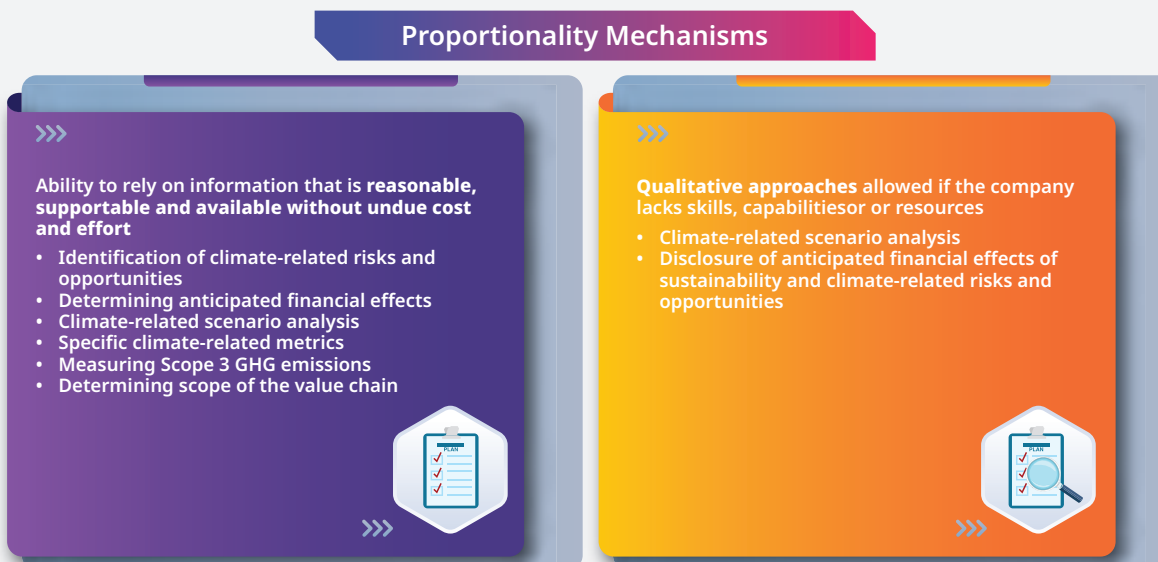 Proportionality Mechanisms
Ability to rely on information that is reasonable,
supportable and available without undue cost
and effort
• Identification of climate-related risks and
opportunities
• Determining anticipated financial effects
• Climate-related scenario analysis
• Specific climate-related metrics
• Measuring Scope 3 GHG emissions
• Determining scope of the value chain
PLAN
Qualitative approaches allowed if the company
lacks skills, capabilitiesor or resources
• Climate-related scenario analysis
• Disclosure of anticipated financial effects of
sustainability and climate-related risks and
opportunities
PLAN